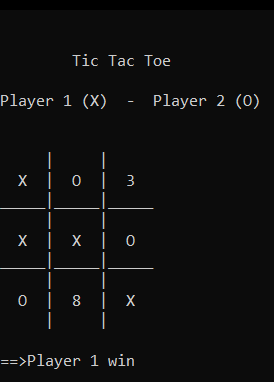 Tic Tac Toe
Player 1 (X)  -  Player 2 (O)
X | O | 3
X | X | O
O | 8 | X
==>Player 1 win